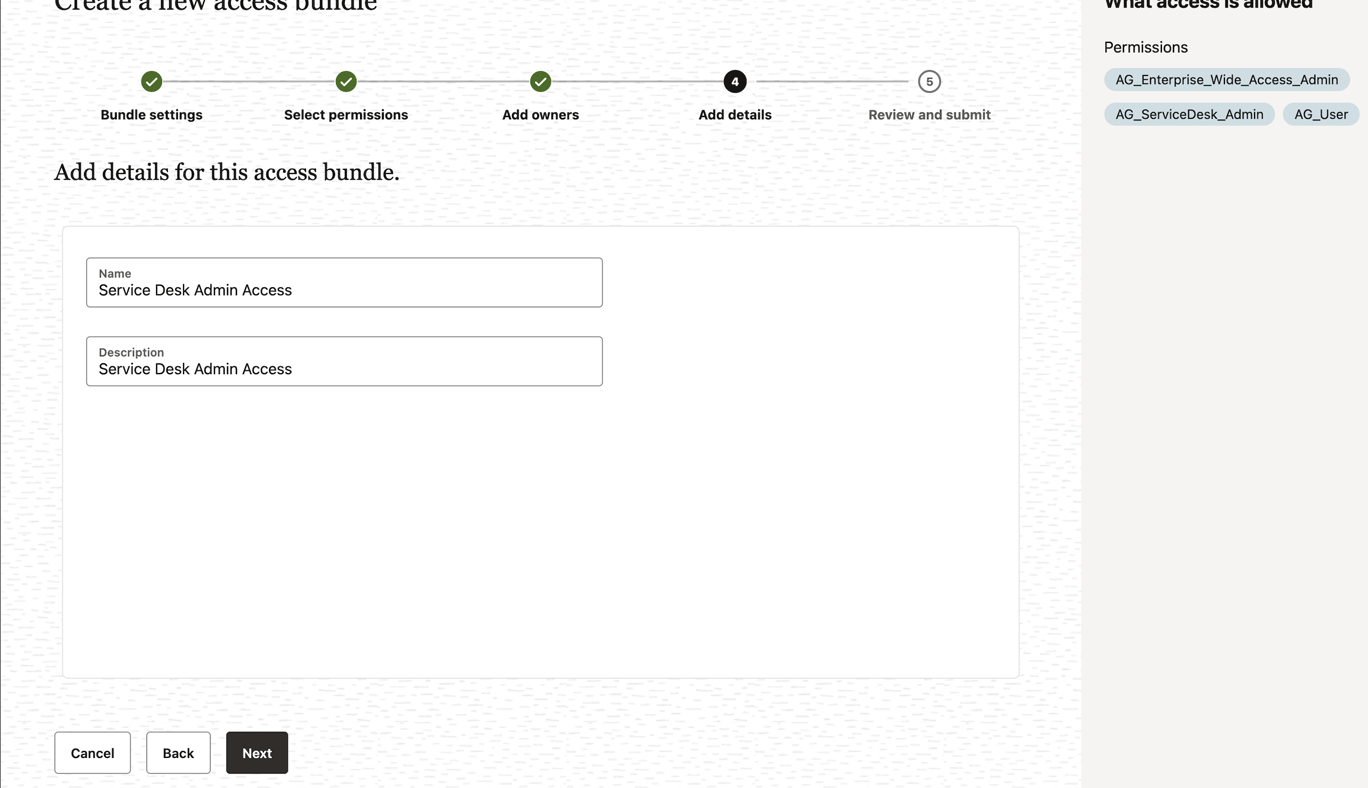 Create a new access bundle
Bundle settings
Select permissions
Add owners
4
Add details
5
Review and submit
Add details for this access bundle.
Name
Service Desk Admin Access
Description
Service Desk Admin Access
Cancel
Back
Next
What access is allowed
Permissions
AG_Enterprise_Wide_Access_Admin
AG_ServiceDesk_Admin
AG_User